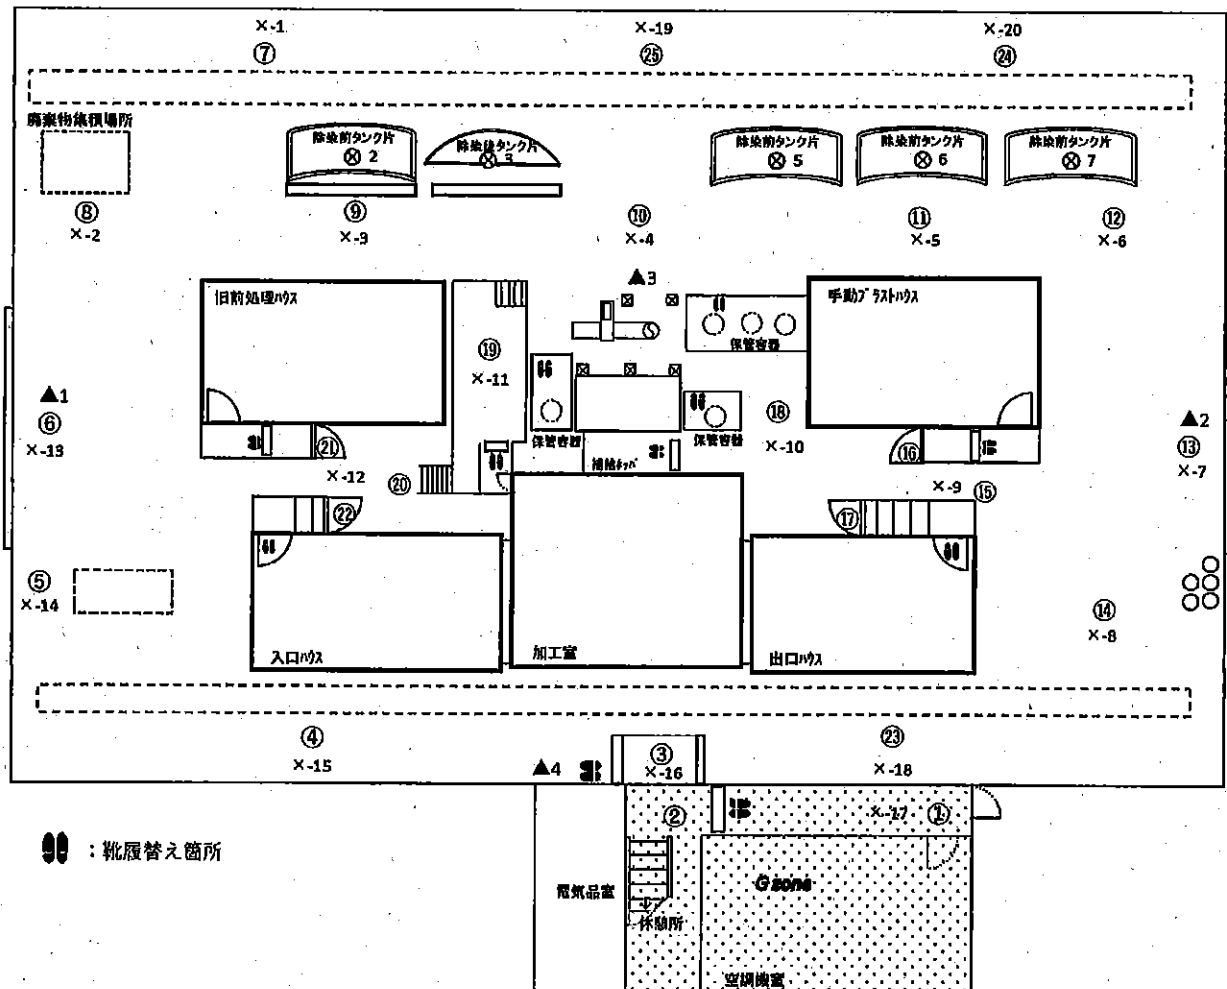 ×-1
×-19
×-20
⑦
㉕
㉔
廃棄物集積場所
除染前タンク片
⊗ 2
除染後タンク片
⊗ 3
除染前タンク片
⊗ 5
除染前タンク片
⊗ 6
除染前タンク片
⊗ 7
⑧
×-2
⑨
×-3
⑩
×-4
⑪
×-5
⑫
×-6
▲3
旧前処理ハウス
手動ブラストハウス
保管容器
⑲
×-11
▲1
⑥
×-13
⑱
×-10
▲2
⑬
×-7
保管容器
保管容器
補給ホッパ
㉑
×-12
⑳
⑯
×-9
⑮
㉒
⑰
⑤
×-14
⑭
×-8
入口ハウス
加工室
出口ハウス
④
×-15
▲4
③
×-16
㉓
×-18
②
×-17
①
:靴履替え箇所
電気品室
G zone
休憩所
空調機室